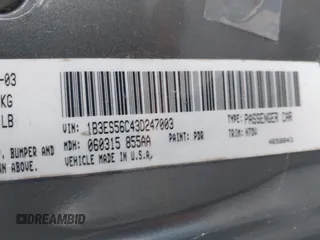 -03
KG
LB
VIN: 1B3ES56C43D247003
TYPE: PASSENGER CAR
. BUMPER AND
AN ABOVE.
MDH: 060315 855AA
PAINT: PDR
TRIM: H7DV
VEHICLE MADE IN U.S.A.
DREAMBID